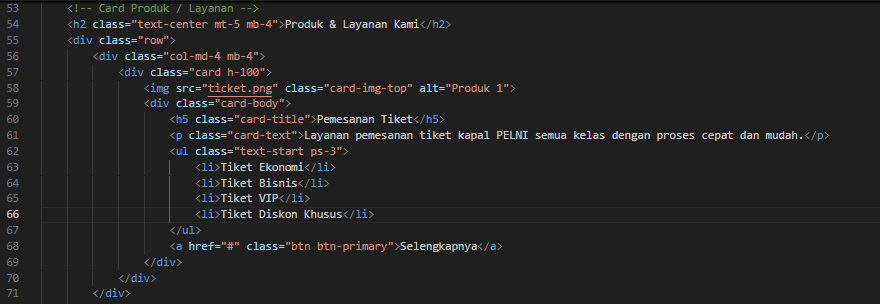 53 <!-- Card Produk / Layanan -->
54 <h2 class="text-center mt-5 mb-4">Produk & Layanan Kami</h2>
55 <div class="row">
56 <div class="col-md-4 mb-4">
57 <div class="card h-100">
58 <img src="ticket.png" class="card-img-top" alt="Produk 1">
59 <div class="card-body">
60 <h5 class="card-title">Pemesanan Tiket</h5>
61 <p class="card-text">Layanan pemesanan tiket kapal PELNI semua kelas dengan proses cepat dan mudah.</p>
62 <ul class="text-start ps-3">
63 <li>Tiket Ekonomi</li>
64 <li>Tiket Bisnis</li>
65 <li>Tiket VIP</li>
66 <li>Tiket Diskon Khusus</li>
67 </ul>
68 <a href="#" class="btn btn-primary">Selengkapnya</a>
69 </div>
70 </div>
71 </div>